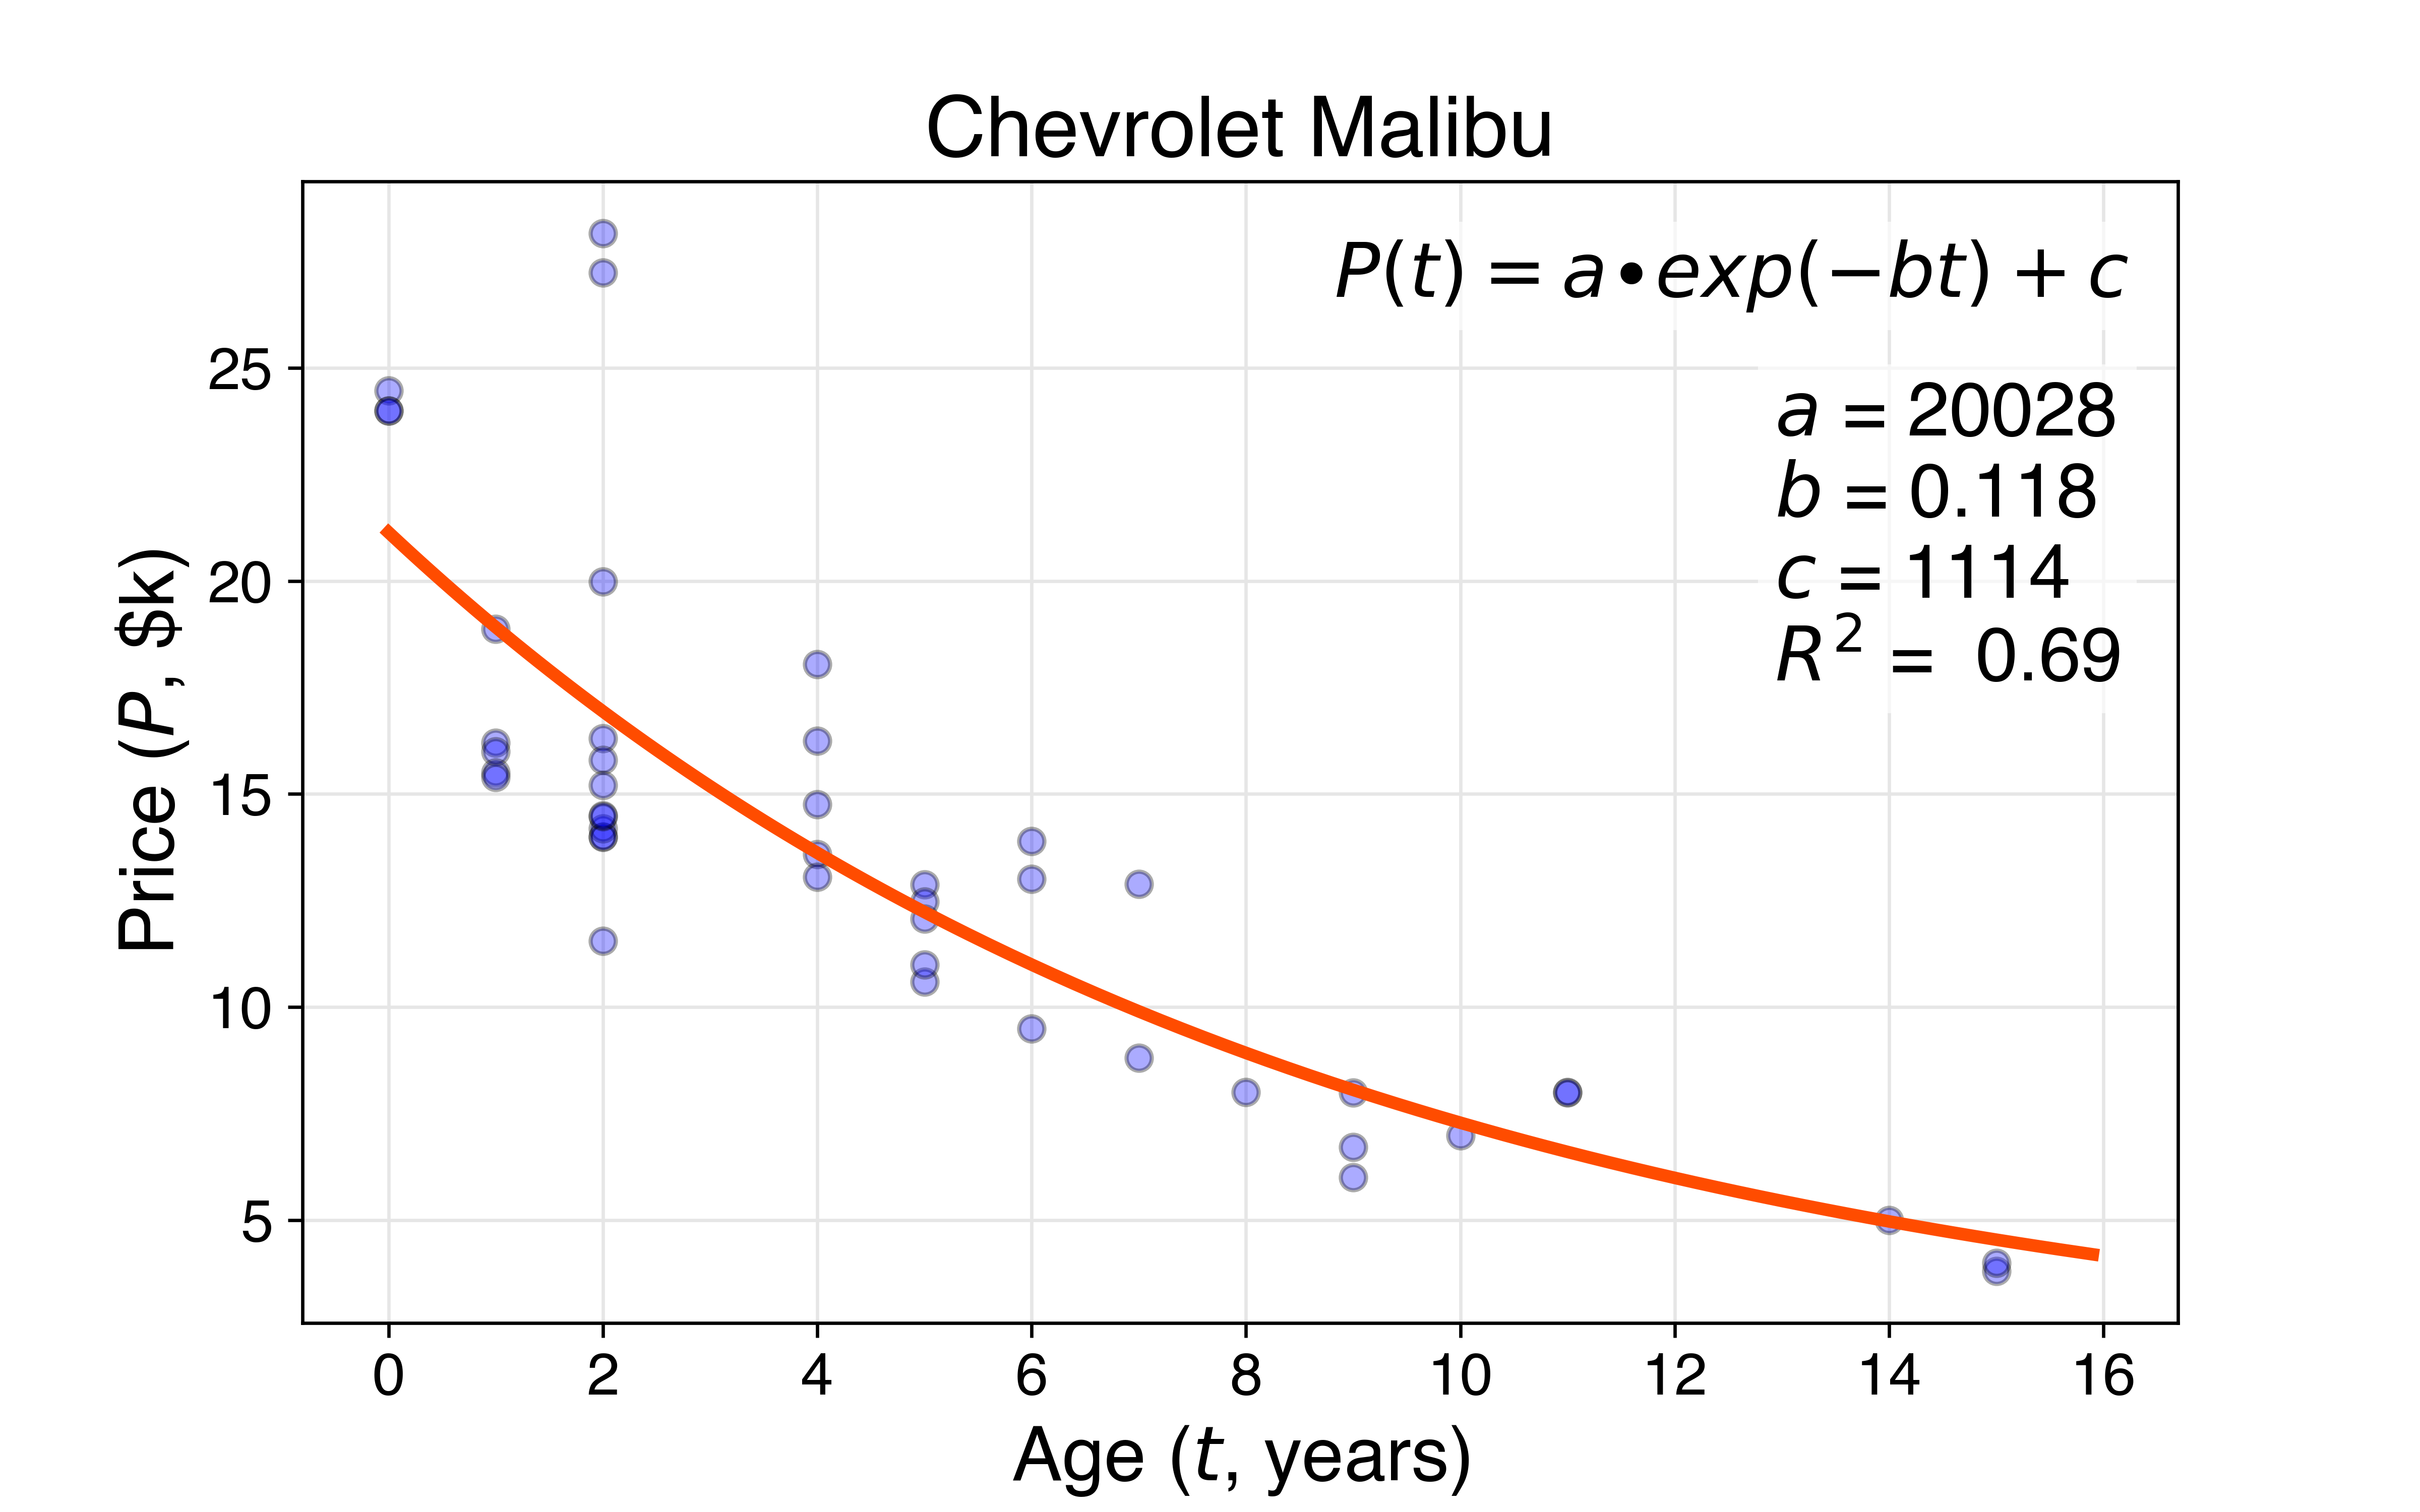 Chevrolet Malibu
P(t) = a•exp(−bt) + c
a = 20028
b = 0.118
c = 1114
R² = 0.69
Price (P, $k)
25
20
15
10
5
0 2 4 6 8 10 12 14 16
Age (t, years)